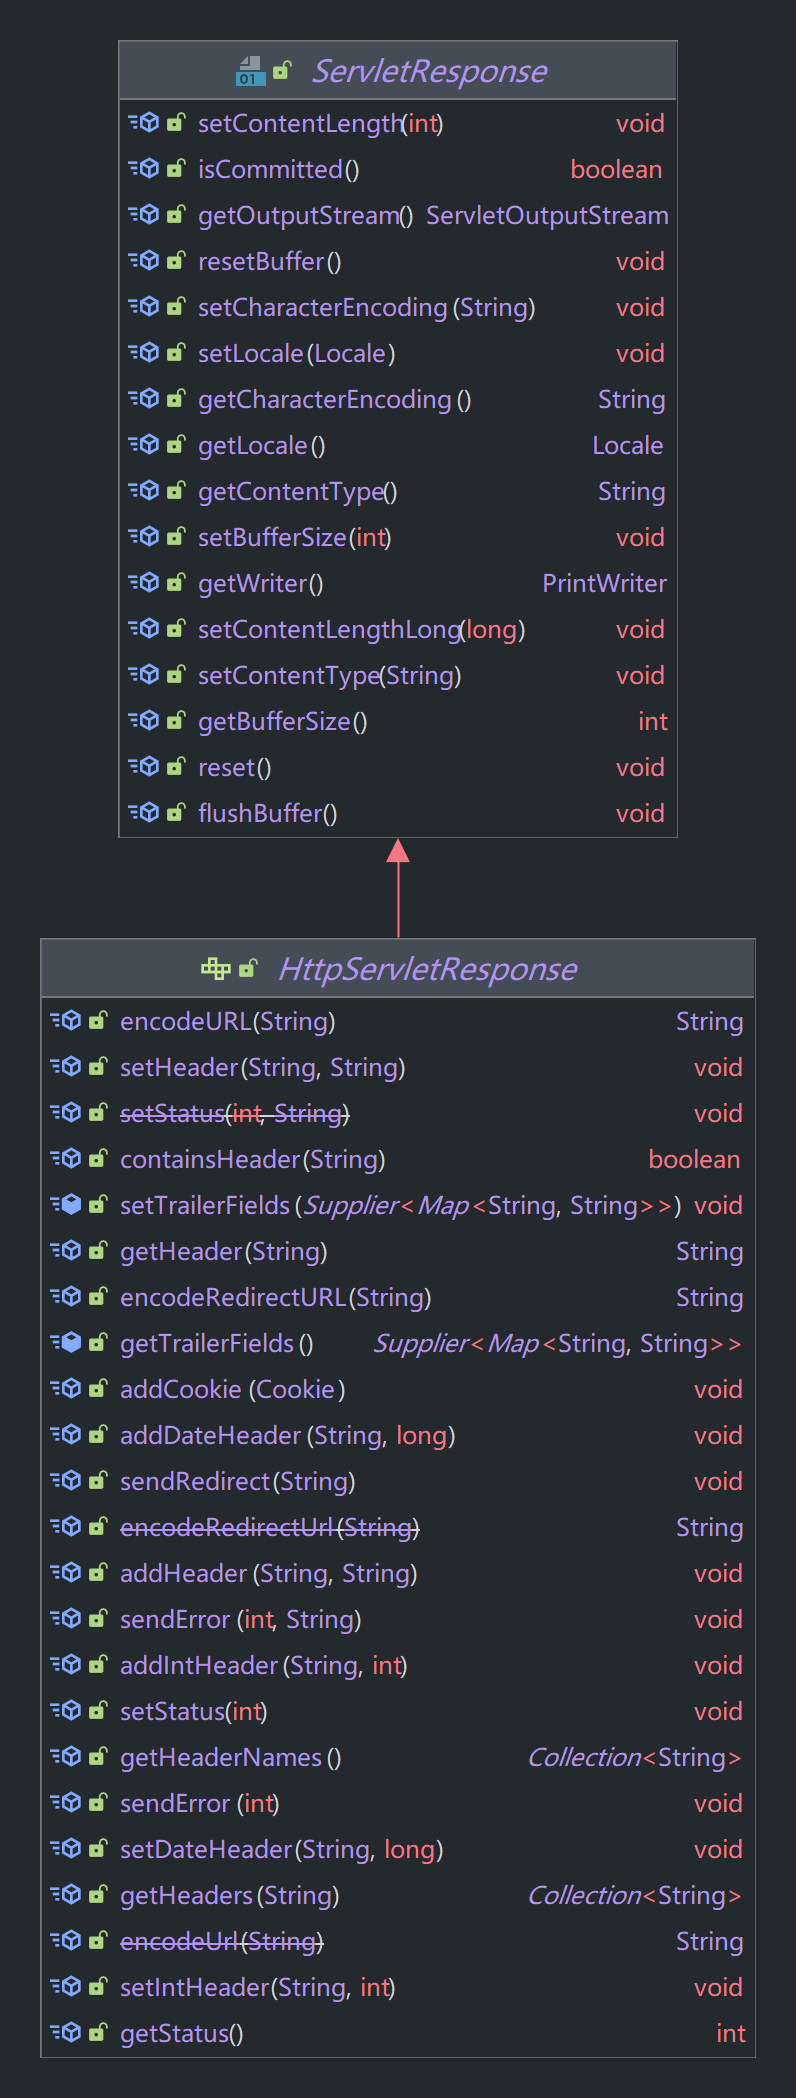 01 ServletResponse
setContentLength(int) void
isCommitted() boolean
getOutputStream() ServletOutputStream
resetBuffer() void
setCharacterEncoding(String) void
setLocale(Locale) void
getCharacterEncoding() String
getLocale() Locale
getContentType() String
setBufferSize(int) void
getWriter() PrintWriter
setContentLengthLong(long) void
setContentType(String) void
getBufferSize() int
reset() void
flushBuffer() void
HttpServletResponse
encodeURL(String) String
setHeader(String, String) void
setStatus(int, String) void
containsHeader(String) boolean
setTrailerFields(Supplier<Map<String, String>>) void
getHeader(String) String
encodeRedirectURL(String) String
getTrailerFields() Supplier<Map<String, String>>
addCookie(Cookie) void
addDateHeader(String, long) void
sendRedirect(String) void
encodeRedirectUrl(String) String
addHeader(String, String) void
sendError(int, String) void
addIntHeader(String, int) void
setStatus(int) void
getHeaderNames() Collection<String>
sendError(int) void
setDateHeader(String, long) void
getHeaders(String) Collection<String>
encodeUrl(String) String
setIntHeader(String, int) void
getStatus() int